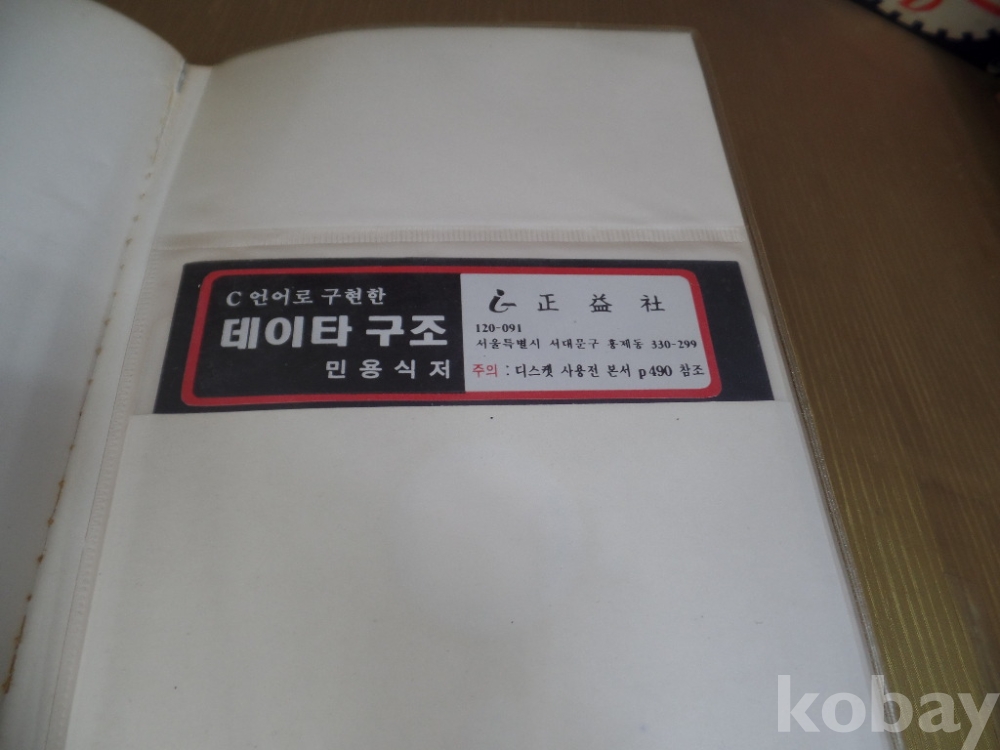 C 언어로 구현한
데이타 구조
민용식 저
正益社
120-091
서울특별시 서대문구 홍제동 330-299
주의 : 디스켓 사용전 본서 p490 참조
kobay